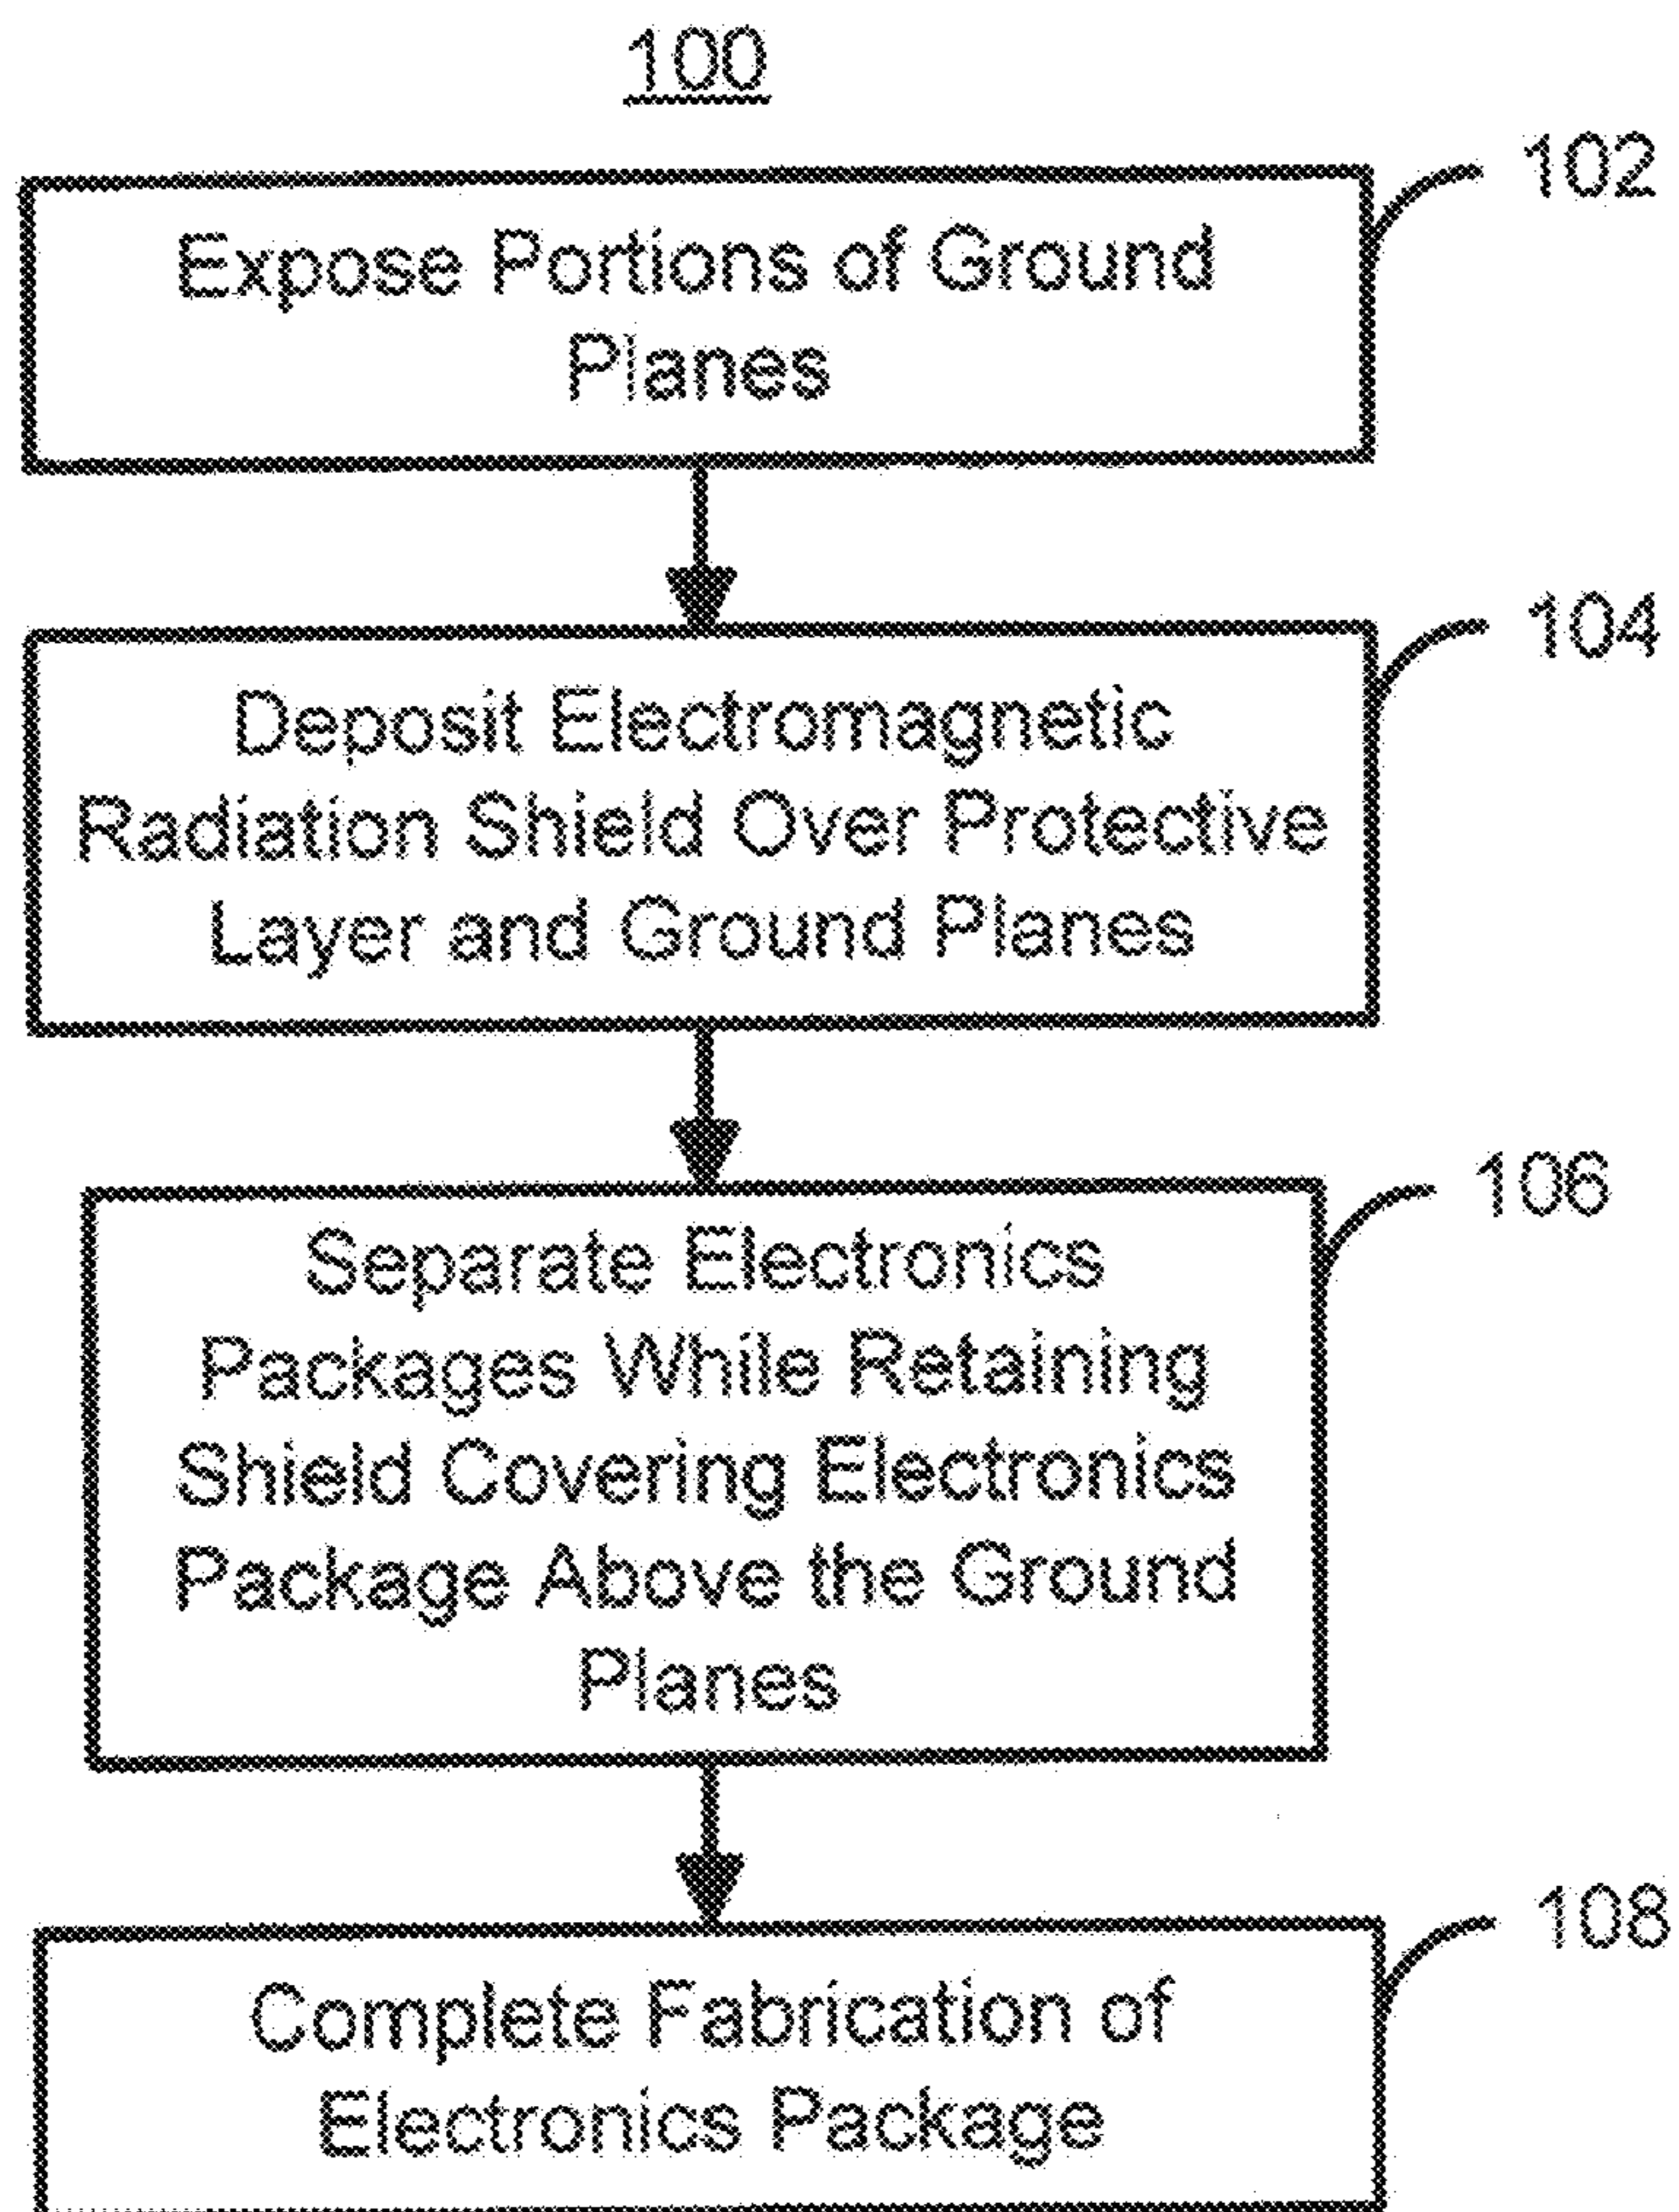 100
102
Expose Portions of Ground
Planes
104
Deposit Electromagnetic
Radiation Shield Over Protective
Layer and Ground Planes
106
Separate Electronics
Packages While Retaining
Shield Covering Electronics
Package Above the Ground
Planes
108
Complete Fabrication of
Electronics Package